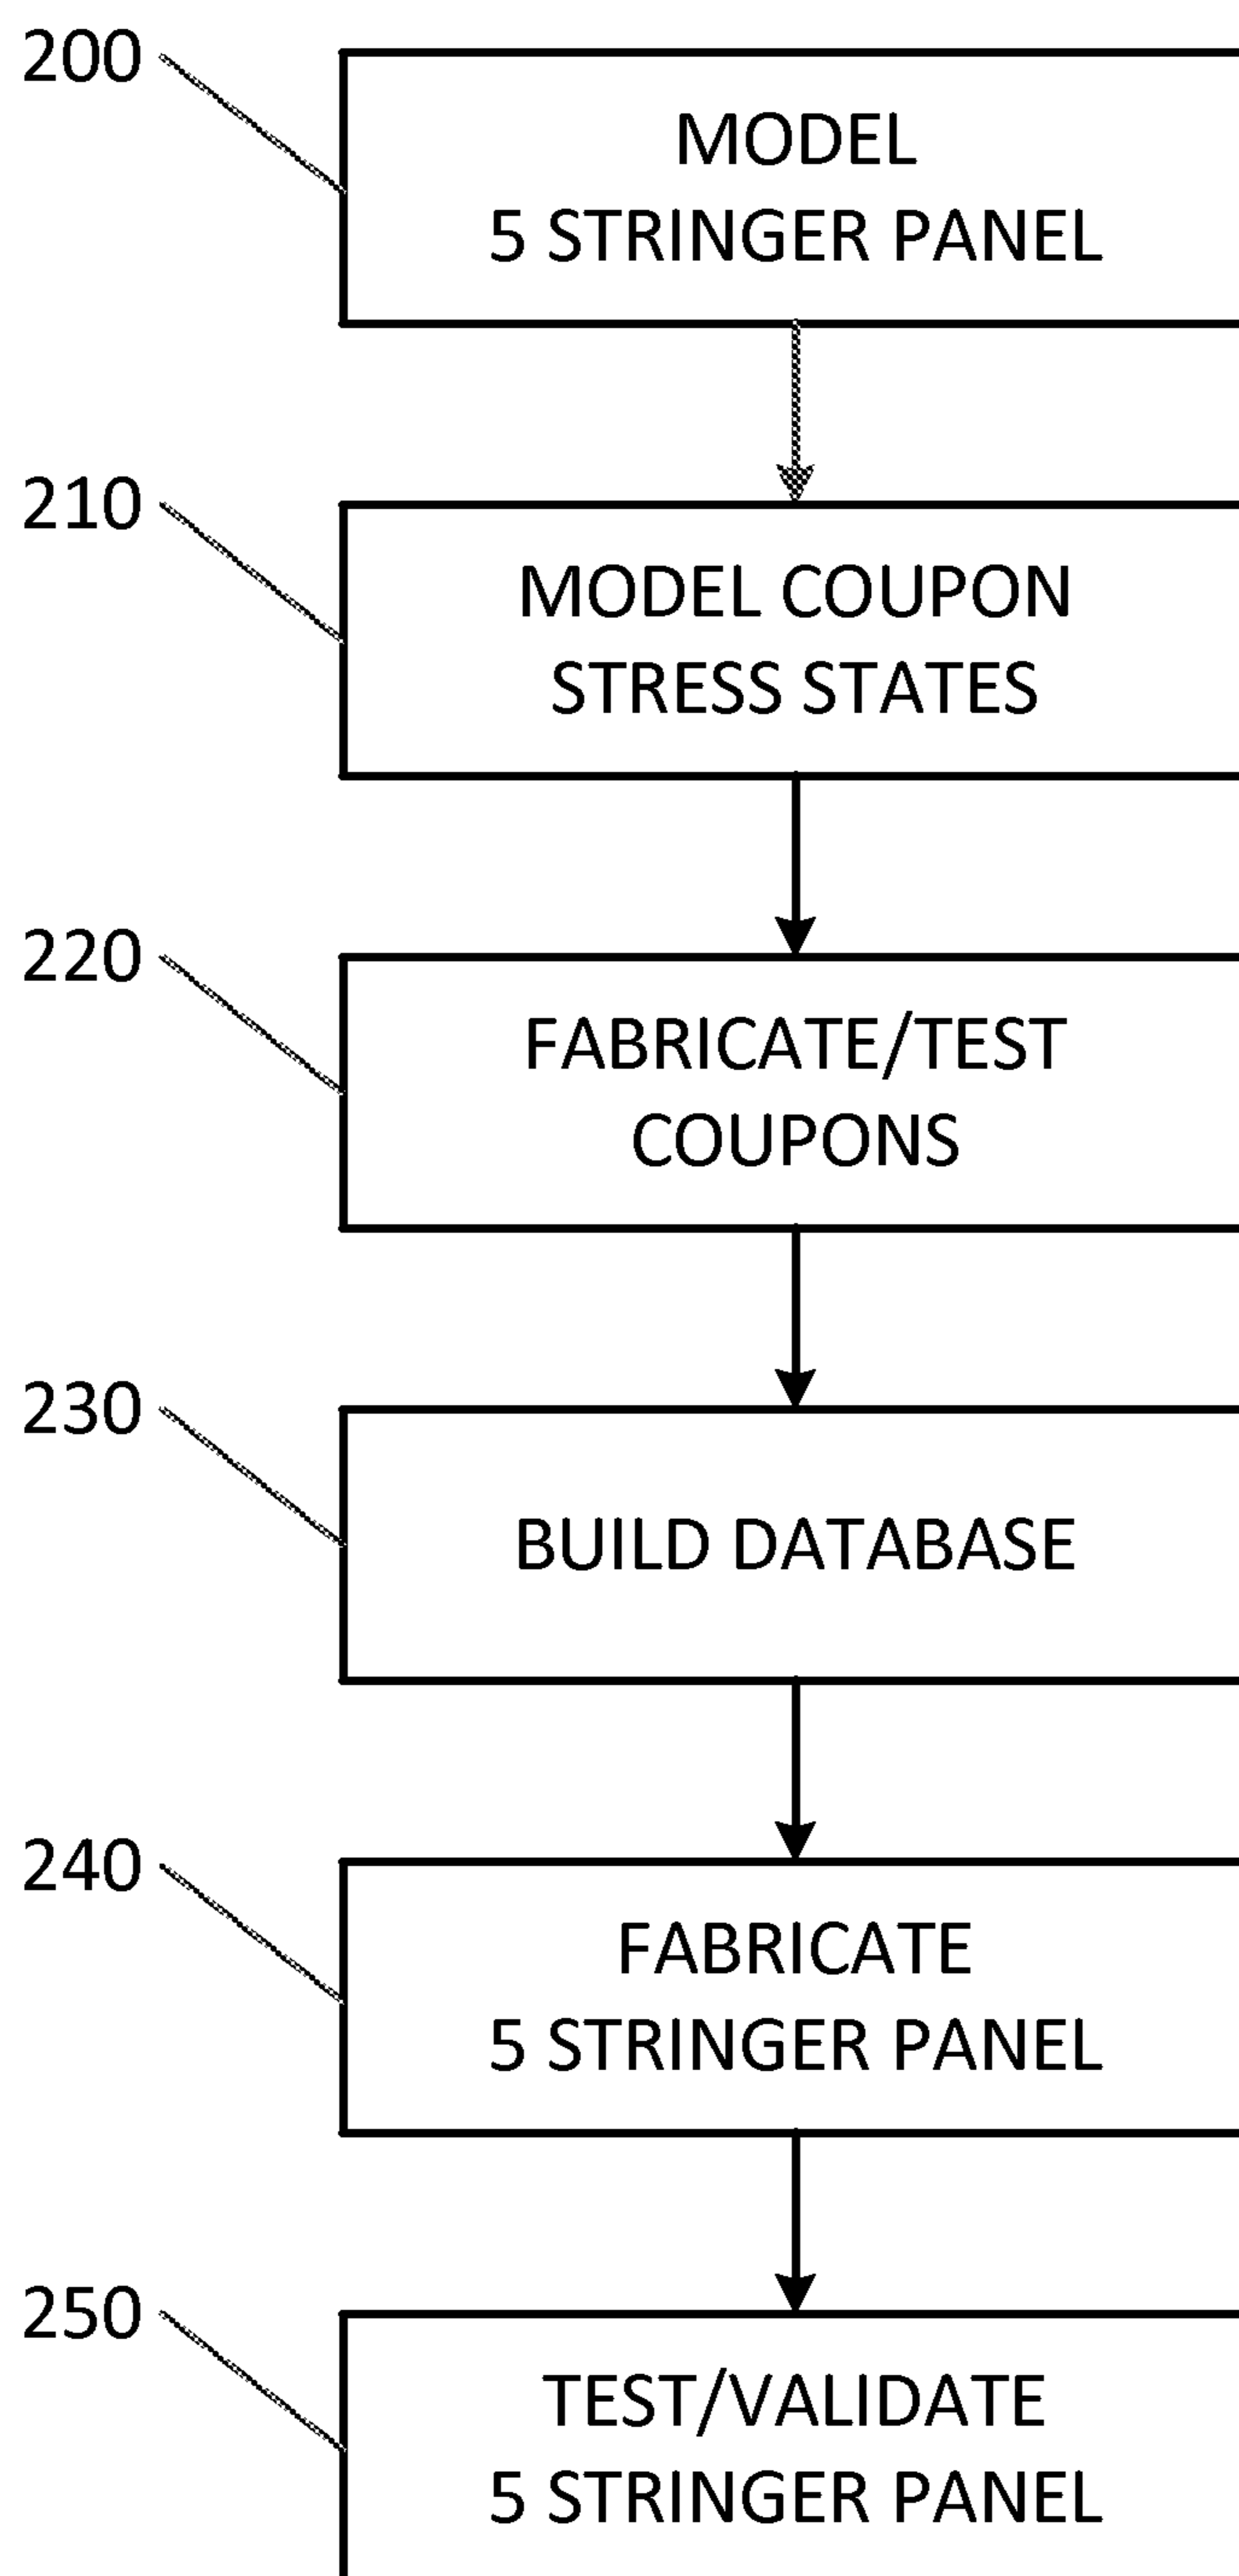 200
MODEL
5 STRINGER PANEL
210
MODEL COUPON
STRESS STATES
220
FABRICATE/TEST
COUPONS
230
BUILD DATABASE
240
FABRICATE
5 STRINGER PANEL
250
TEST/VALIDATE
5 STRINGER PANEL